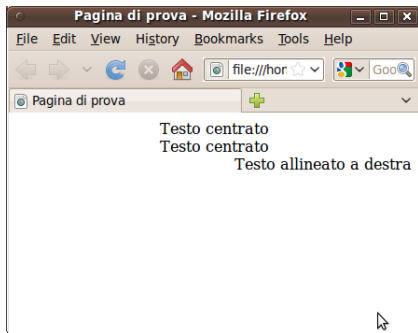 Pagina di prova - Mozilla Firefox
File Edit View History Bookmarks Tools Help
file:///hor Goo
Pagina di prova
Testo centrato
Testo centrato
Testo allineato a destra